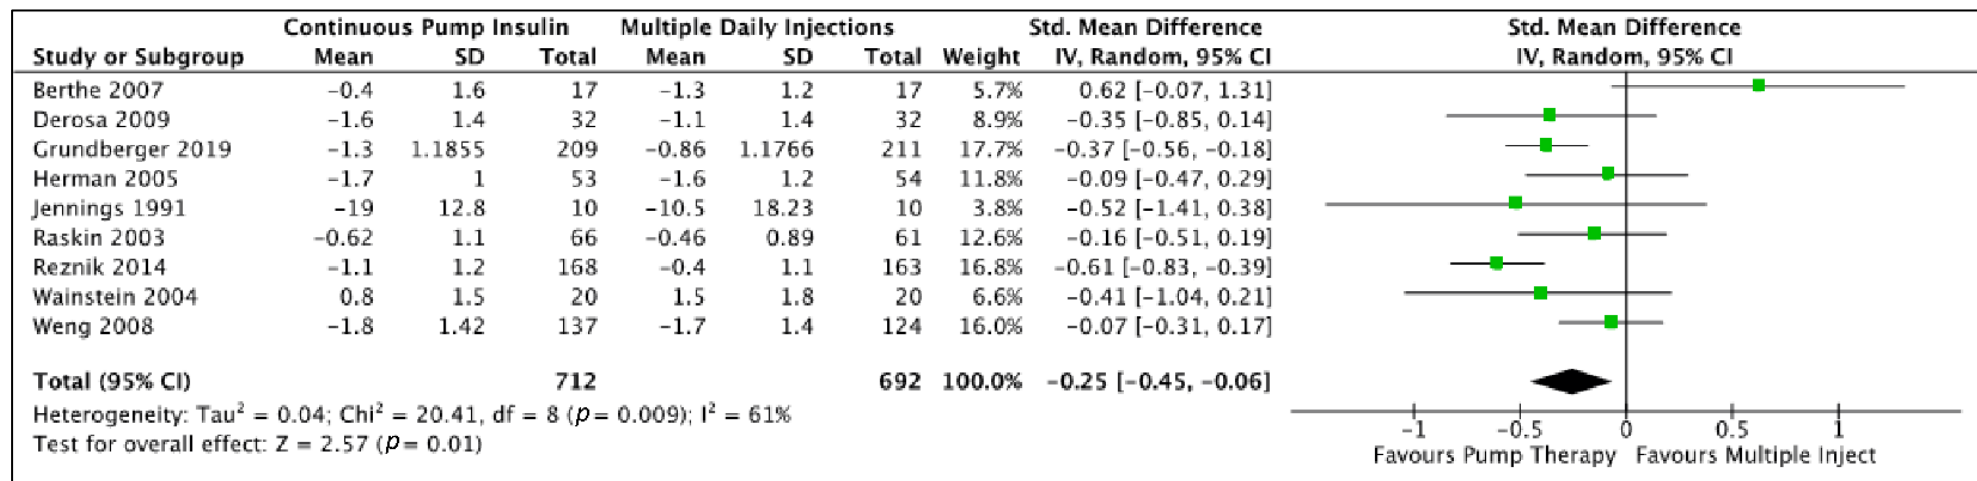 Continuous Pump Insulin Multiple Daily Injections Std. Mean Difference Std. Mean Difference
Study or Subgroup Mean SD Total Mean SD Total Weight IV, Random, 95% CI IV, Random, 95% CI
Berthe 2007 −0.4 1.6 17 −1.3 1.2 17 5.7% 0.62 [−0.07, 1.31]
Derosa 2009 −1.6 1.4 32 −1.1 1.4 32 8.9% −0.35 [−0.85, 0.14]
Grundberger 2019 −1.3 1.1855 209 −0.86 1.1766 211 17.7% −0.37 [−0.56, −0.18]
Herman 2005 −1.7 1 53 −1.6 1.2 54 11.8% −0.09 [−0.47, 0.29]
Jennings 1991 −19 12.8 10 −10.5 18.23 10 3.8% −0.52 [−1.41, 0.38]
Raskin 2003 −0.62 1.1 66 −0.46 0.89 61 12.6% −0.16 [−0.51, 0.19]
Reznik 2014 −1.1 1.2 168 −0.4 1.1 163 16.8% −0.61 [−0.83, −0.39]
Wainstein 2004 0.8 1.5 20 1.5 1.8 20 6.6% −0.41 [−1.04, 0.21]
Weng 2008 −1.8 1.42 137 −1.7 1.4 124 16.0% −0.07 [−0.31, 0.17]
Total (95% CI) 712 692 100.0% −0.25 [−0.45, −0.06]
Heterogeneity: Tau² = 0.04; Chi² = 20.41, df = 8 (p = 0.009); I² = 61%
Test for overall effect: Z = 2.57 (p = 0.01)
−1 −0.5 0 0.5 1
Favours Pump Therapy Favours Multiple Inject